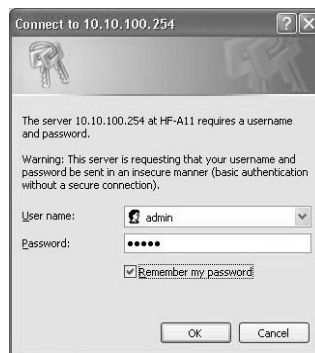 Connect to 10.10.100.254
The server 10.10.100.254 at HF-A11 requires a username
and password.
Warning: This server is requesting that your username and
password be sent in an insecure manner (basic authentication
without a secure connection).
User name:
admin
Password:
•••••
Remember my password
OK
Cancel